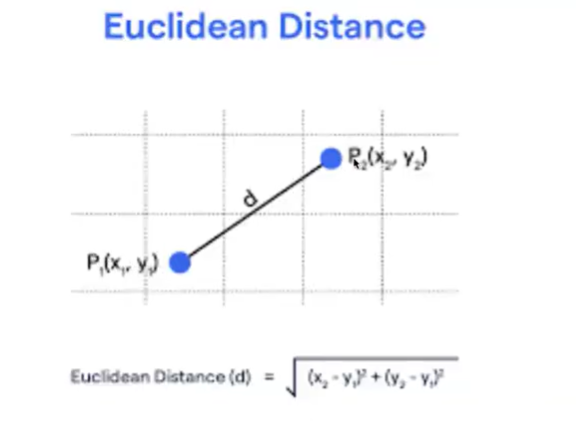 Euclidean Distance
P₂(x₂, y₂)
d
P₁(x₁, y₁)
Euclidean Distance (d) = √(x₂ - y₁)² + (y₂ - y₁)²